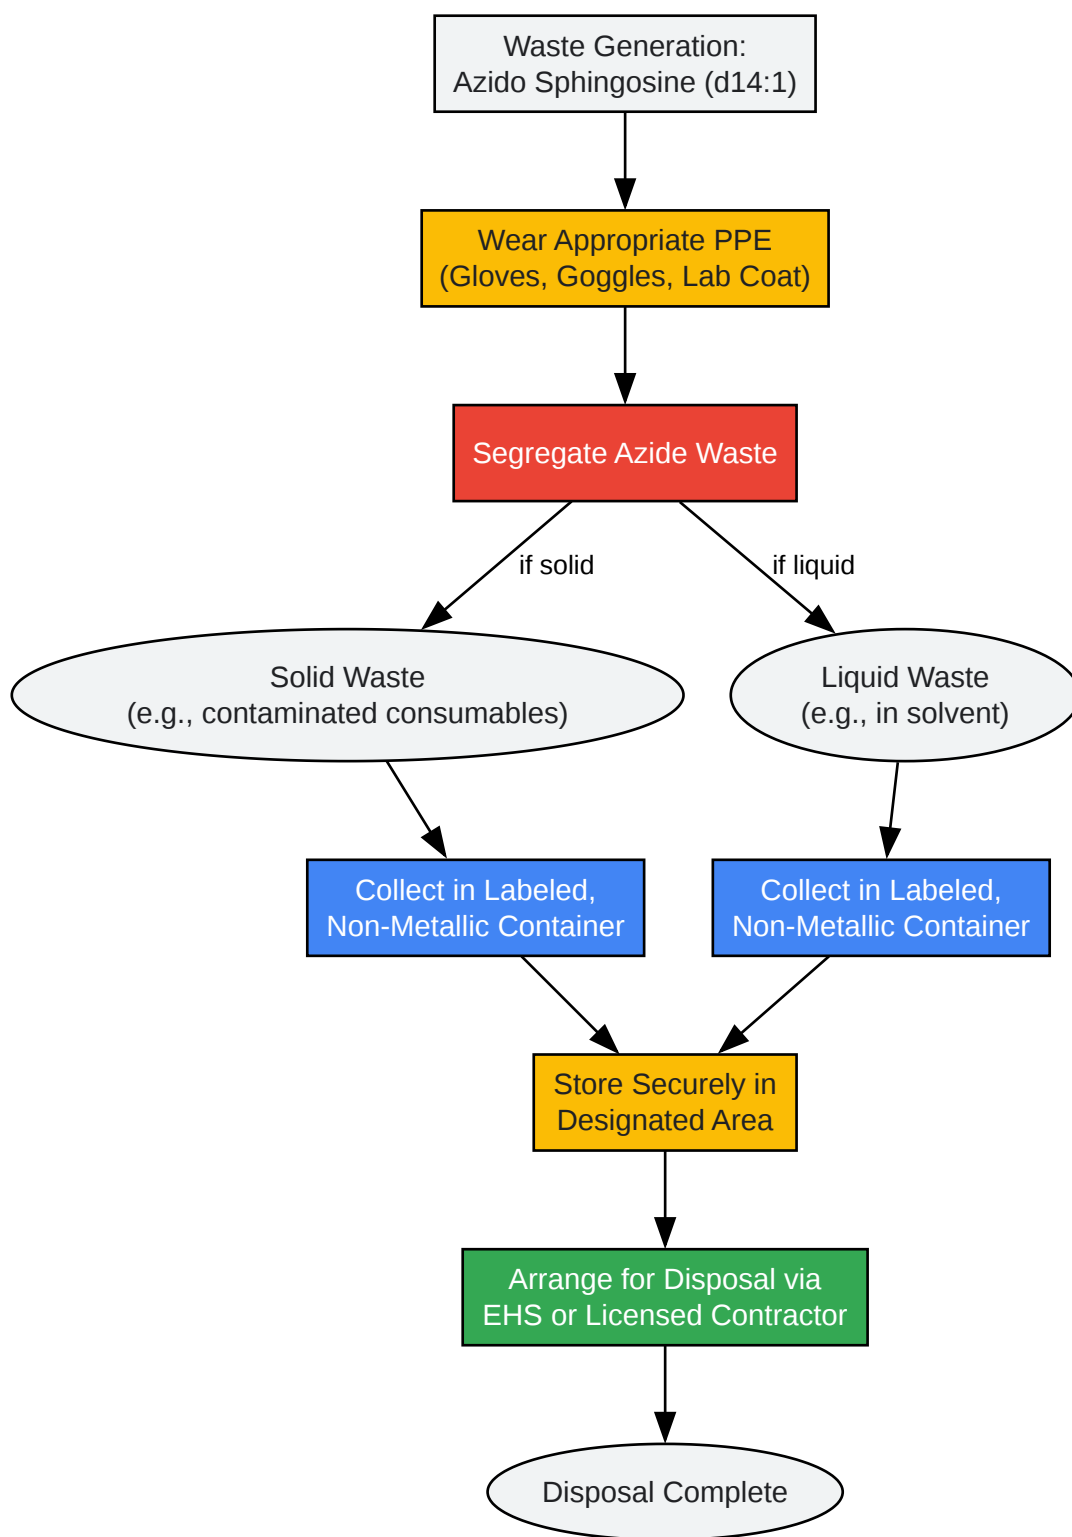 Waste Generation:
Azido Sphingosine (d14:1)
Wear Appropriate PPE
(Gloves, Goggles, Lab Coat)
Segregate Azide Waste
if solid
if liquid
Solid Waste
(e.g., contaminated consumables)
Liquid Waste
(e.g., in solvent)
Collect in Labeled,
Non-Metallic Container
Collect in Labeled,
Non-Metallic Container
Store Securely in
Designated Area
Arrange for Disposal via
EHS or Licensed Contractor
Disposal Complete